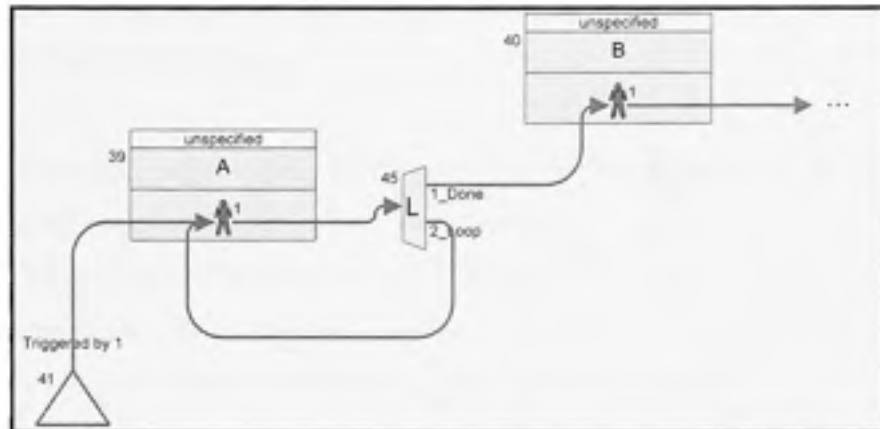 unspecified
40
B
1
...
unspecified
39
A
1
45
L
1_Done
2_Loop
Triggered by 1
41